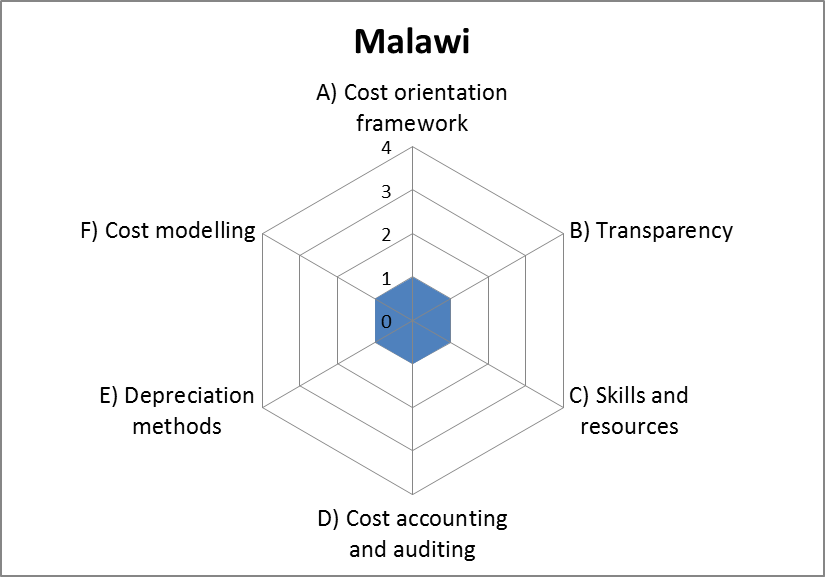 Malawi
A) Cost orientation
framework
4
3
2
1
0
F) Cost modelling
B) Transparency
E) Depreciation
methods
C) Skills and
resources
D) Cost accounting
and auditing